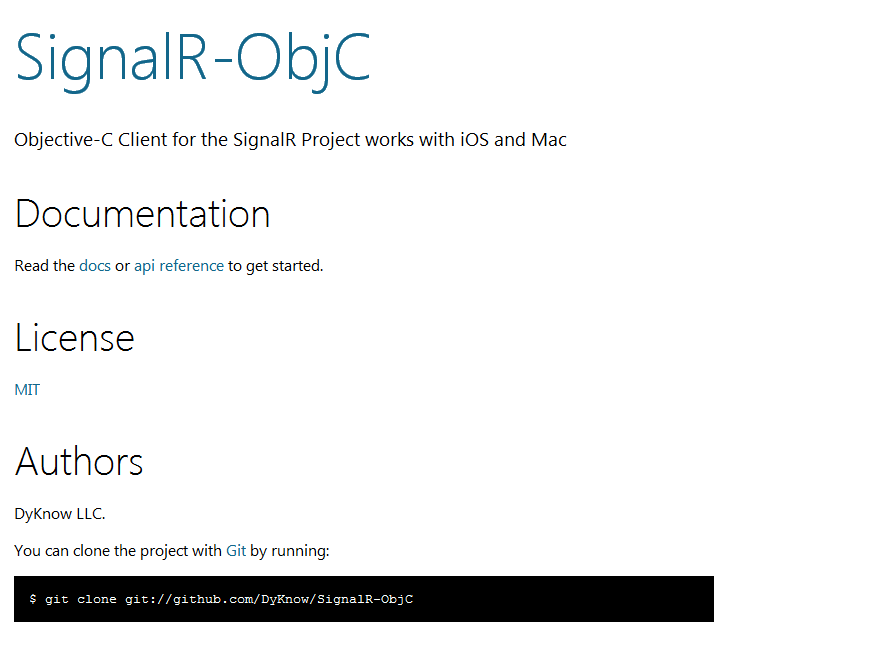 SignalR-ObjC
Objective-C Client for the SignalR Project works with iOS and Mac
Documentation
Read the docs or api reference to get started.
License
MIT
Authors
DyKnow LLC.
You can clone the project with Git by running:
$ git clone git://github.com/DyKnow/SignalR-ObjC